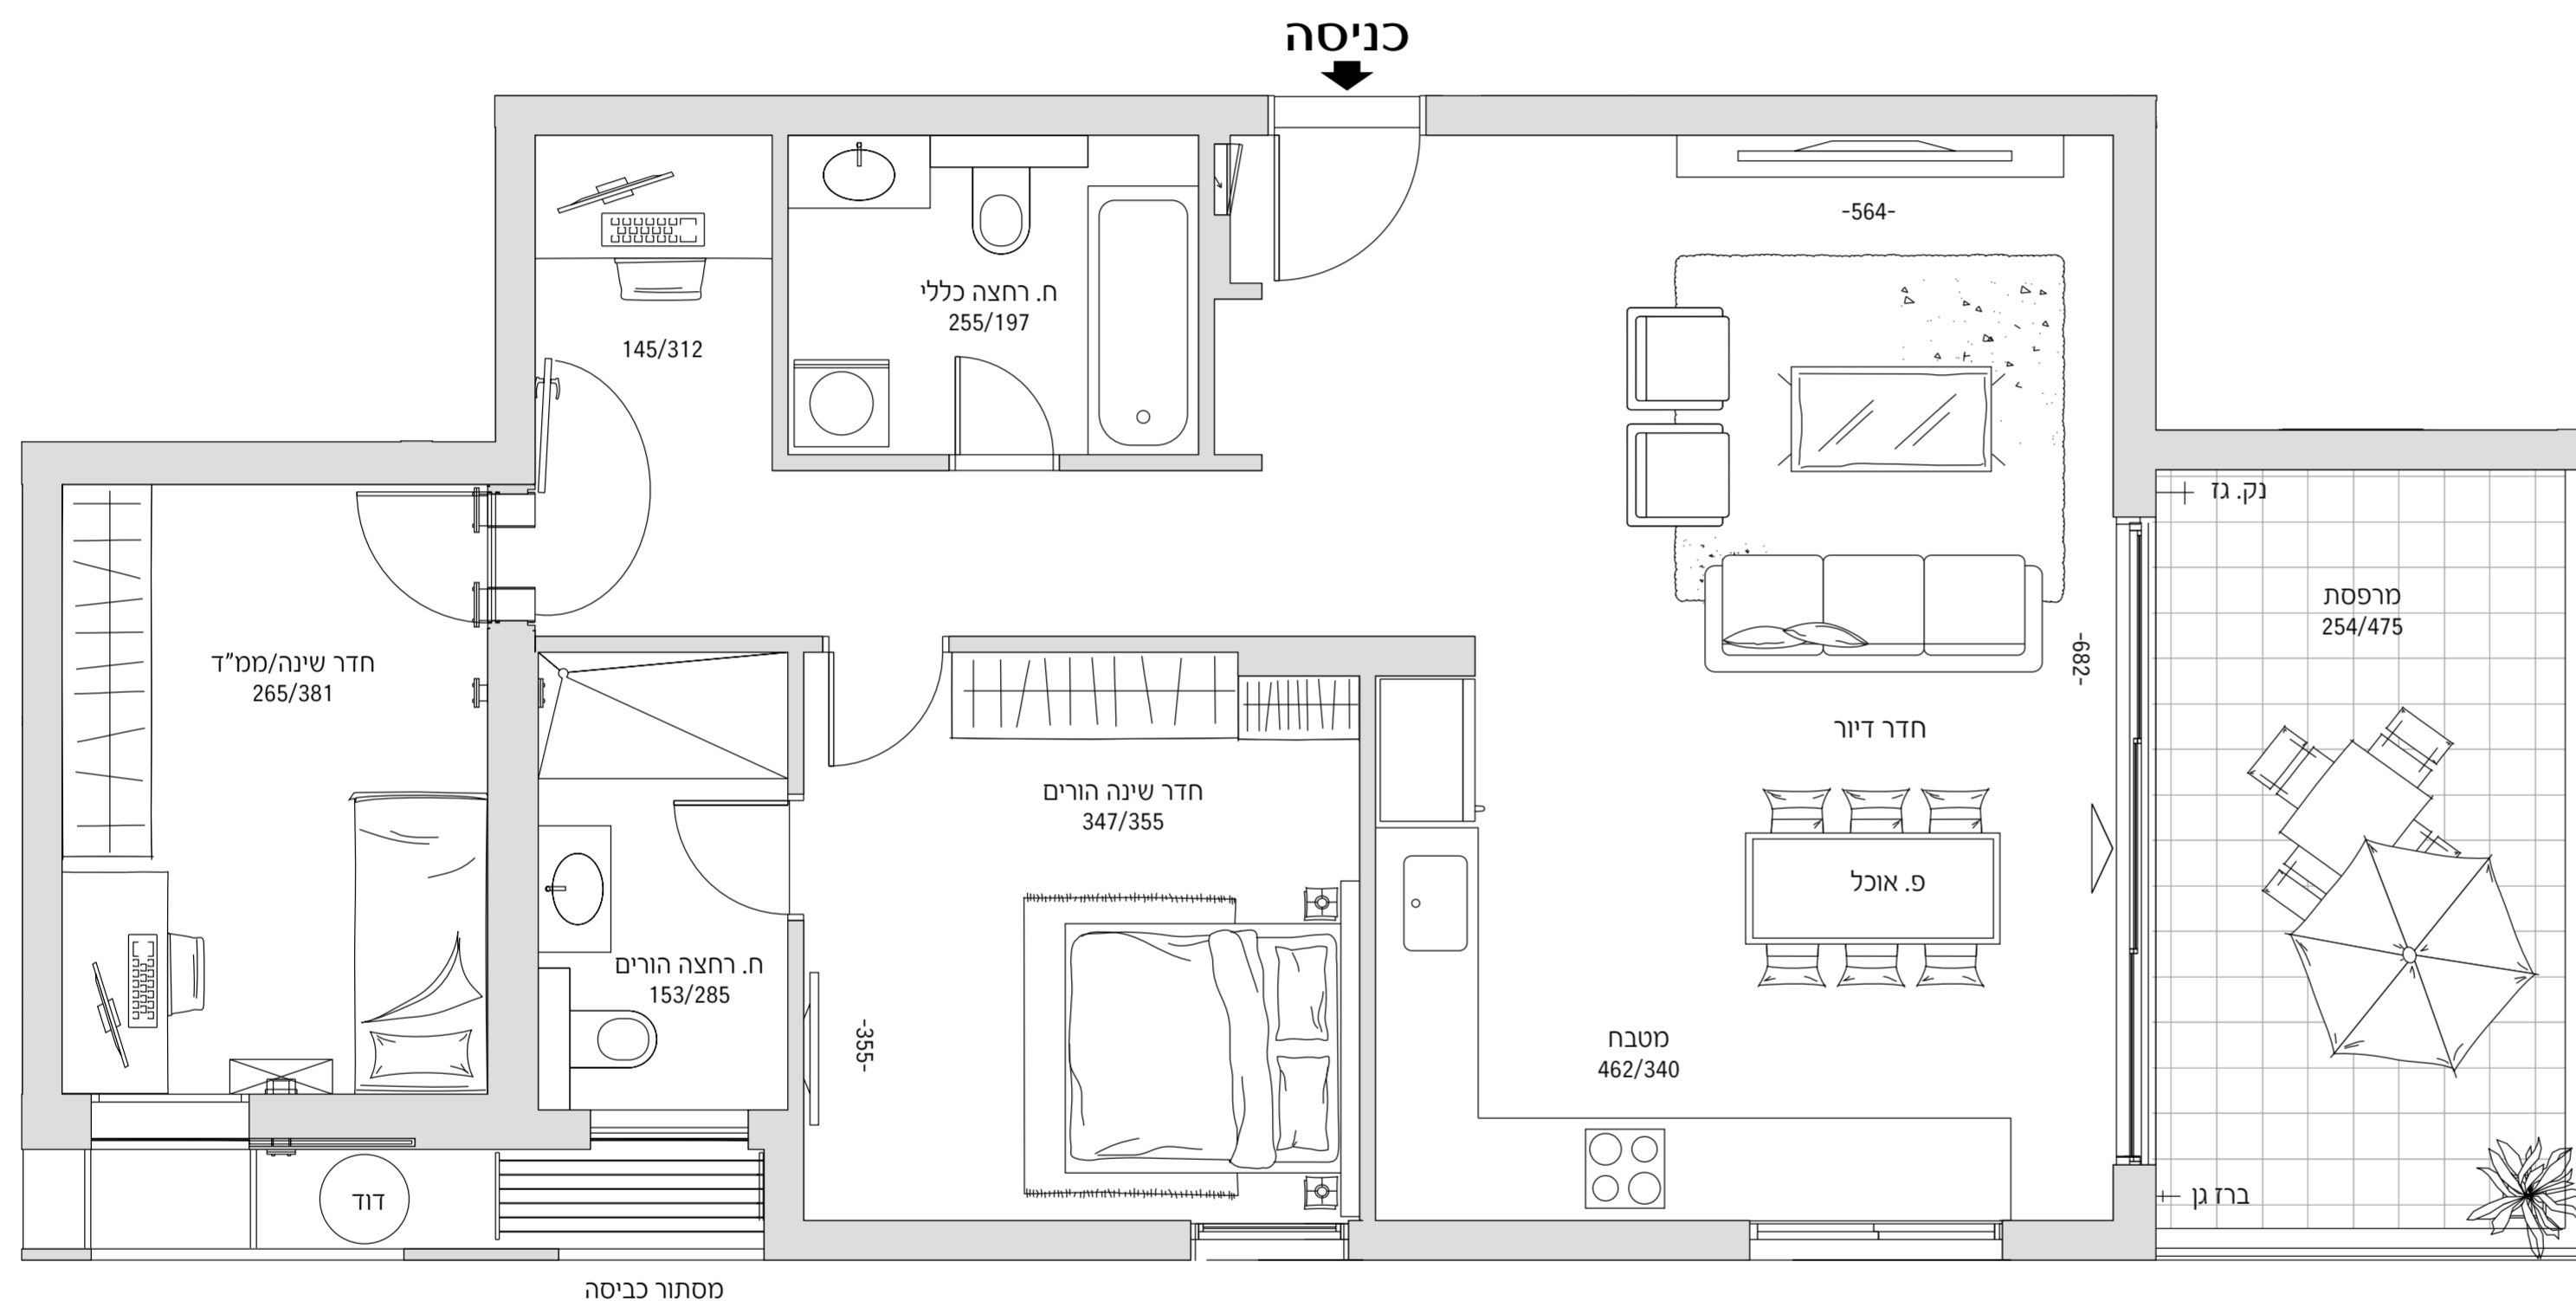 כניסה
-564-
ח. רחצה כללי
255/197
145/312
נק. גז
מרפסת
254/475
-682-
חדר שינה/ממ"ד
265/381
חדר דיור
חדר שינה הורים
347/355
פ. אוכל
ח. רחצה הורים
153/285
-355-
מטבח
462/340
דוד
ברז גן
מסתור כביסה